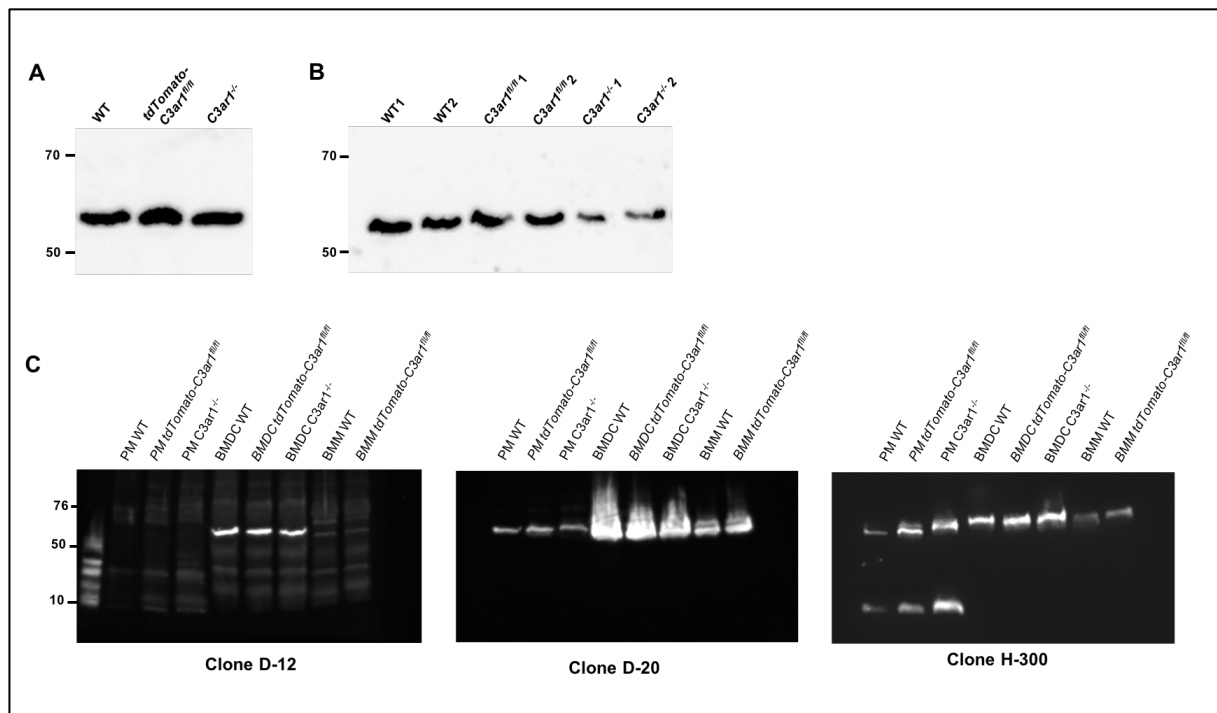 A
WT
tdTomato-
C3ar1fl/fl
C3ar1-/-
70
50
B
WT1
WT2
C3ar1fl/fl 1
C3ar1fl/fl 2
C3ar1-/- 1
C3ar1-/- 2
70
50
C
PM WT
PM tdTomato-C3ar1fl/fl
PM C3ar1-/-
BMDC WT
BMDC tdTomato-C3ar1fl/fl
BMDC C3ar1-/-
BMM WT
BMM tdTomato-C3ar1fl/fl
76
50
10
Clone D-12
PM WT
PM tdTomato-C3ar1fl/fl
PM C3ar1-/-
BMDC WT
BMDC tdTomato-C3ar1fl/fl
BMDC C3ar1-/-
BMM WT
BMM tdTomato-C3ar1fl/fl
Clone D-20
PM WT
PM tdTomato-C3ar1fl/fl
PM C3ar1-/-
BMDC WT
BMDC tdTomato-C3ar1fl/fl
BMDC C3ar1-/-
BMM WT
BMM tdTomato-C3ar1fl/fl
Clone H-300